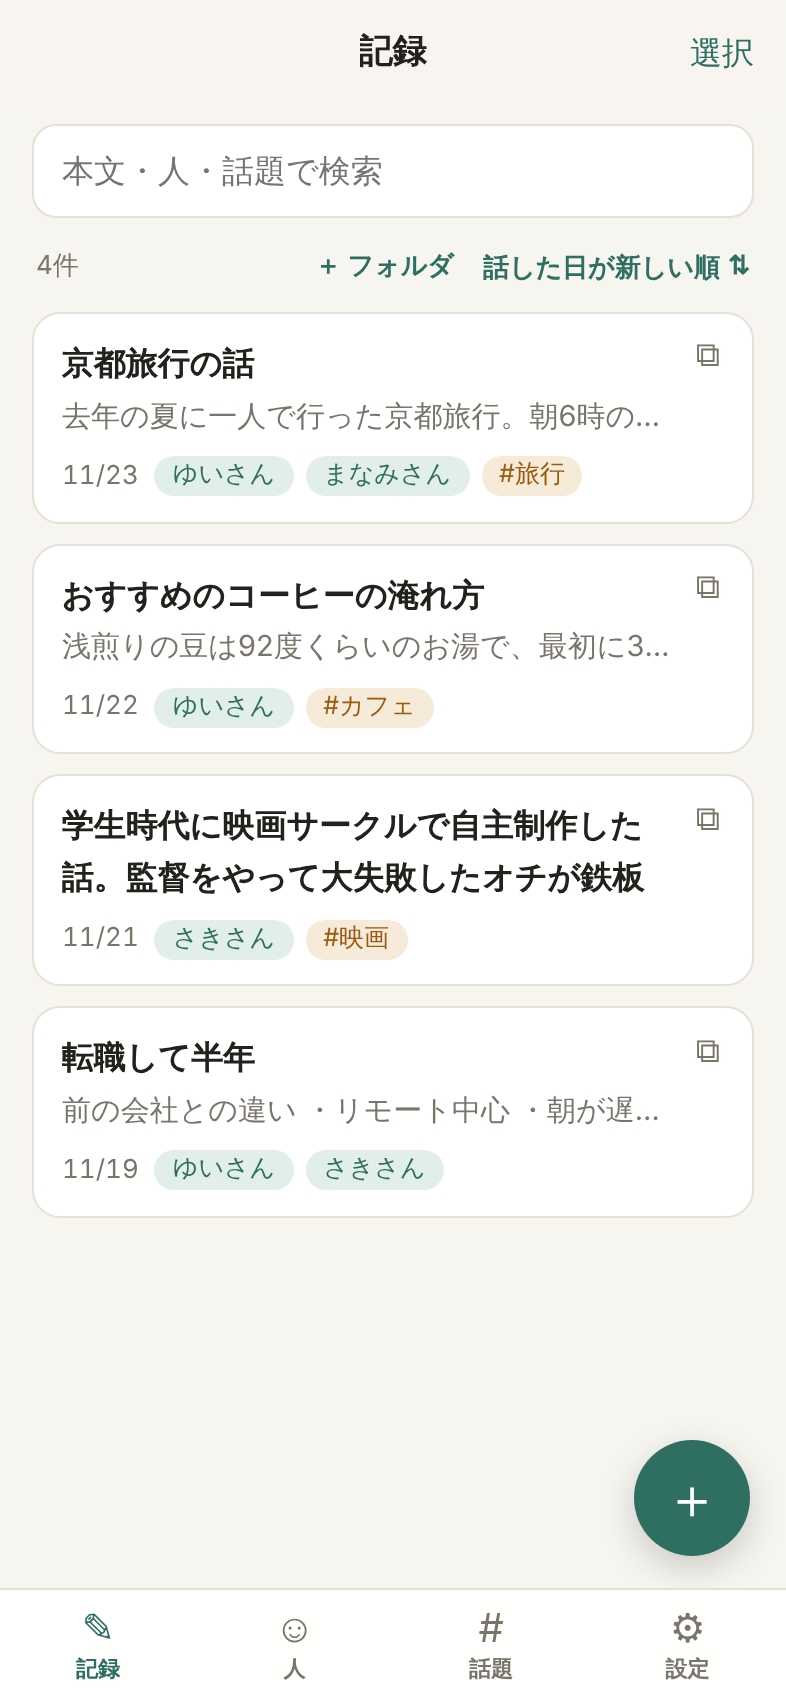 記録
選択
本文・人・話題で検索
4件
+ フォルダ
話した日が新しい順 ⇅
京都旅行の話
去年の夏に一人で行った京都旅行。朝6時の...
11/23 ゆいさん まなみさん #旅行
おすすめのコーヒーの淹れ方
浅煎りの豆は92度くらいのお湯で、最初に3...
11/22 ゆいさん #カフェ
学生時代に映画サークルで自主制作した
話。監督をやって大失敗したオチが鉄板
11/21 さきさん #映画
転職して半年
前の会社との違い ・リモート中心 ・朝が遅...
11/19 ゆいさん さきさん
+
#
記録 人 話題 設定